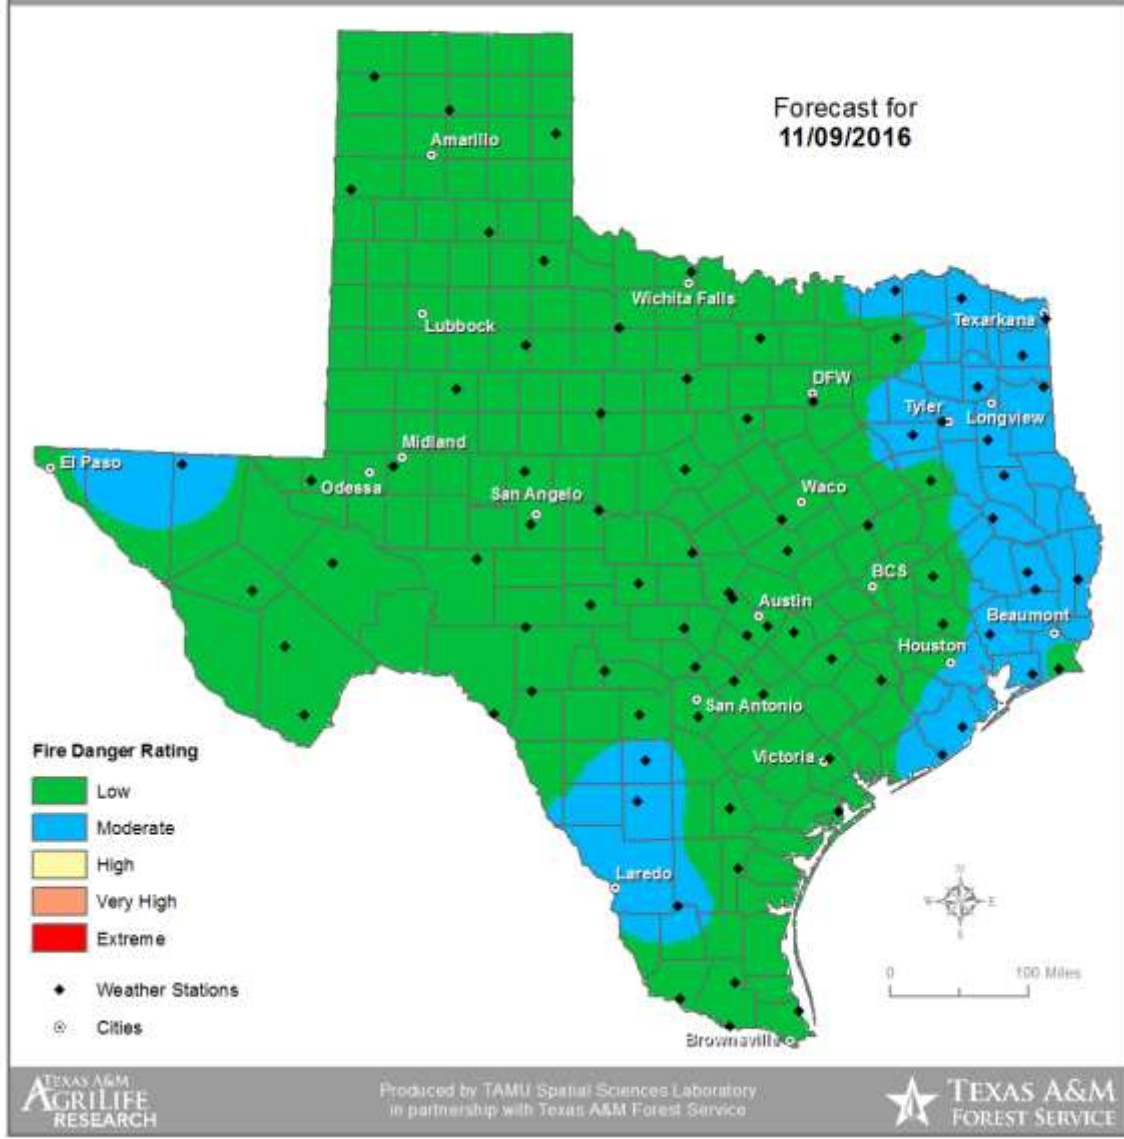 Forecast for
11/09/2016
Amarillo
Wichita Falls
Lubbock
Texarkana
DFW
Tyler
Longview
Midland
El Paso
Odessa
San Angelo
Waco
BCS
Austin
Beaumont
Houston
San Antonio
Victoria
Laredo
Brownsville
Fire Danger Rating
Low
Moderate
High
Very High
Extreme
Weather Stations
Cities
N
W
E
S
0
100 Miles
TEXAS A&M
AGRILIFE
RESEARCH
Produced by TAMU Spatial Sciences Laboratory
in partnership with Texas A&M Forest Service
TEXAS A&M
FOREST SERVICE